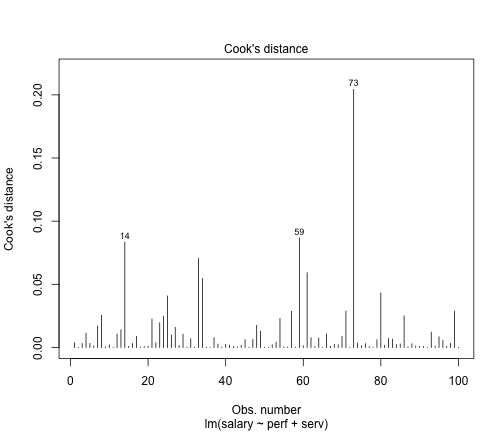 Cook's distance
Cook's distance
0.20
0.15
0.10
0.05
0.00
73
14
59
0 20 40 60 80 100
Obs. number
lm(salary ~ perf + serv)